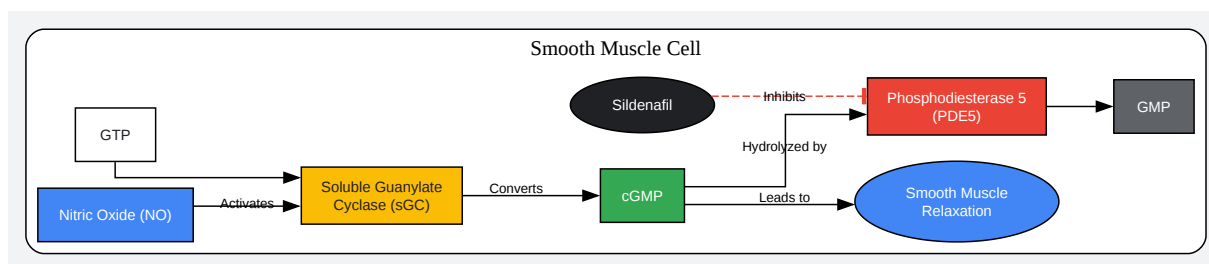 Smooth Muscle Cell
Sildenafil
Inhibits
Phosphodiesterase 5
(PDE5)
GMP
GTP
Hydrolyzed by
Nitric Oxide (NO)
Activates
Soluble Guanylate
Cyclase (sGC)
Converts
cGMP
Leads to
Smooth Muscle
Relaxation